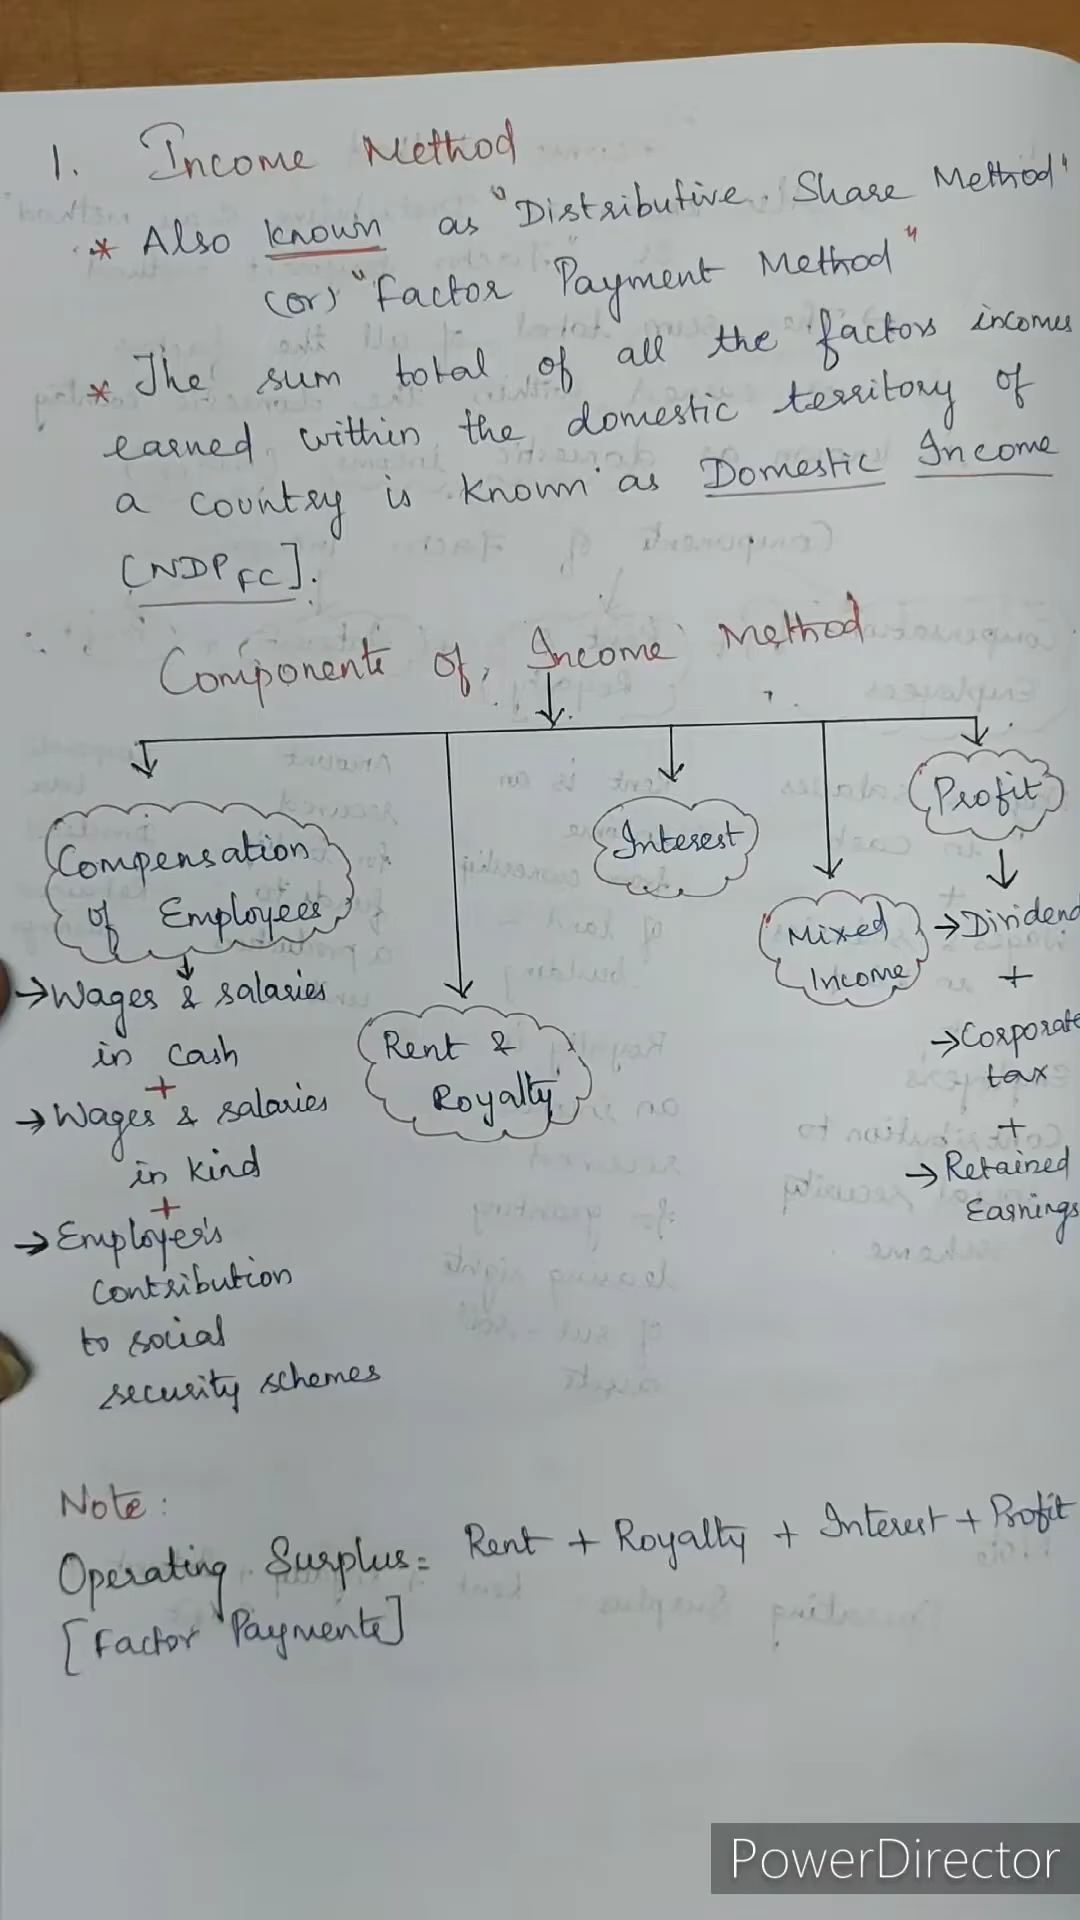 1. Income Method
* Also known as "Distributive Share Method"
(or) "Factor Payment Method"
* The sum total of all the factors incomes
earned within the domestic territory of
a country is known as Domestic Income
[NDP FC].
Components of Income Method
Compensation
of Employees
→ Wages & salaries
in cash
+
→ Wages & salaries
in kind
+
→ Employer's
contribution
to social
security schemes
Rent &
Royalty
Interest
Mixed
Income
Profit
→ Dividend
+
→ Corporate
tax
+
→ Retained
Earnings
Note:
Operating Surplus = Rent + Royalty + Interest + Profit
[Factor Payments]
PowerDirector